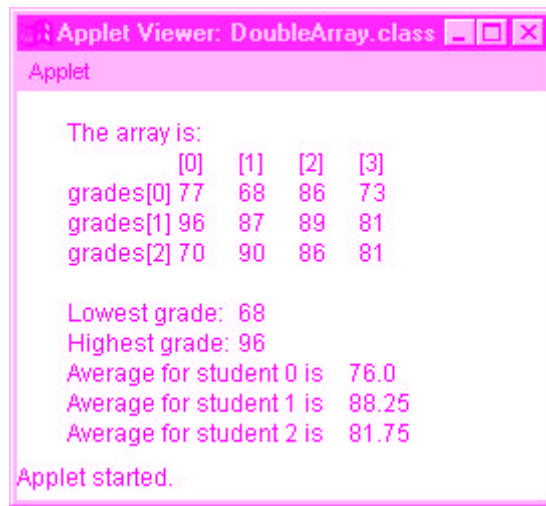 Applet Viewer: DoubleArray.class
Applet
The array is:
[0] [1] [2] [3]
grades[0] 77 68 86 73
grades[1] 96 87 89 81
grades[2] 70 90 86 81
Lowest grade: 68
Highest grade: 96
Average for student 0 is 76.0
Average for student 1 is 88.25
Average for student 2 is 81.75
Applet started.